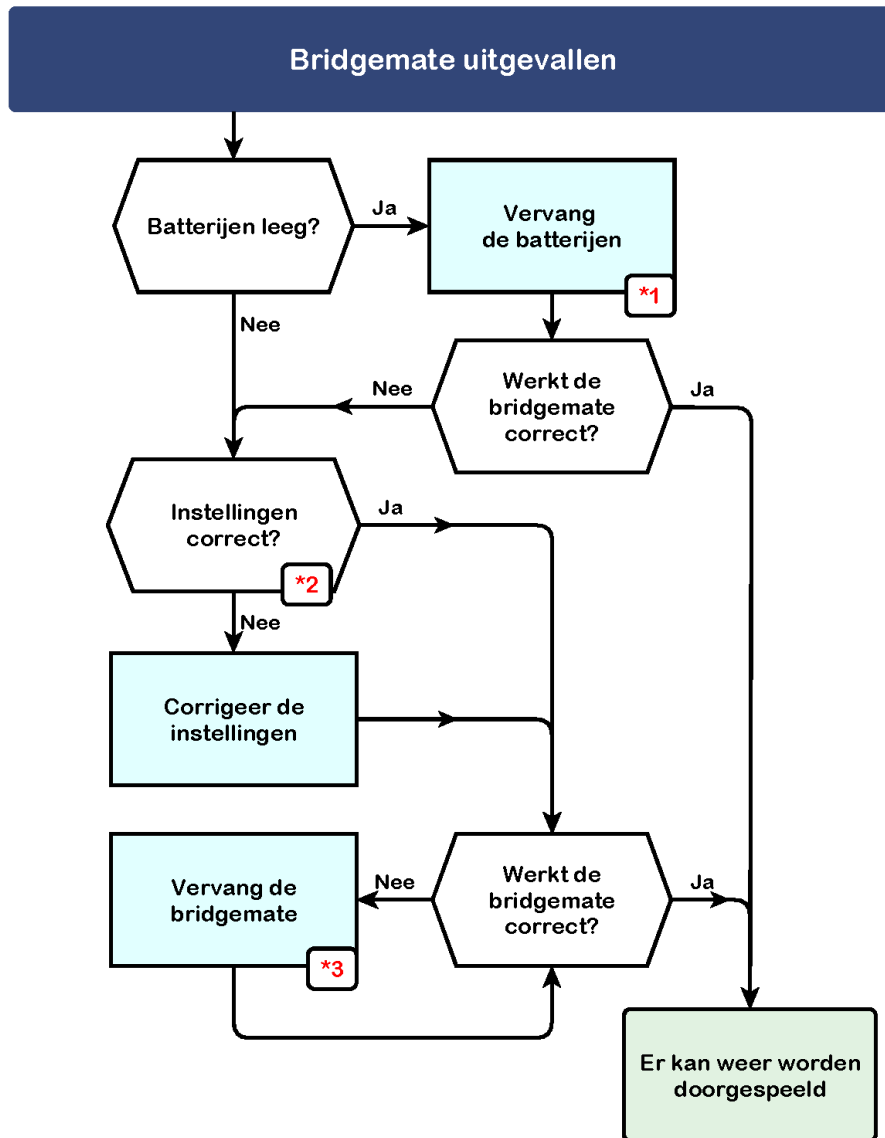 Bridgemate uitgevallen
Batterijen leeg?
Ja
Vervang
de batterijen
*1
Nee
Werkt de
bridgemate
correct?
Nee
Ja
Instellingen
correct?
*2
Ja
Nee
Corrigeer de
instellingen
Vervang de
bridgemate
*3
Nee
Werkt de
bridgemate
correct?
Ja
Er kan weer worden
doorgespeeld